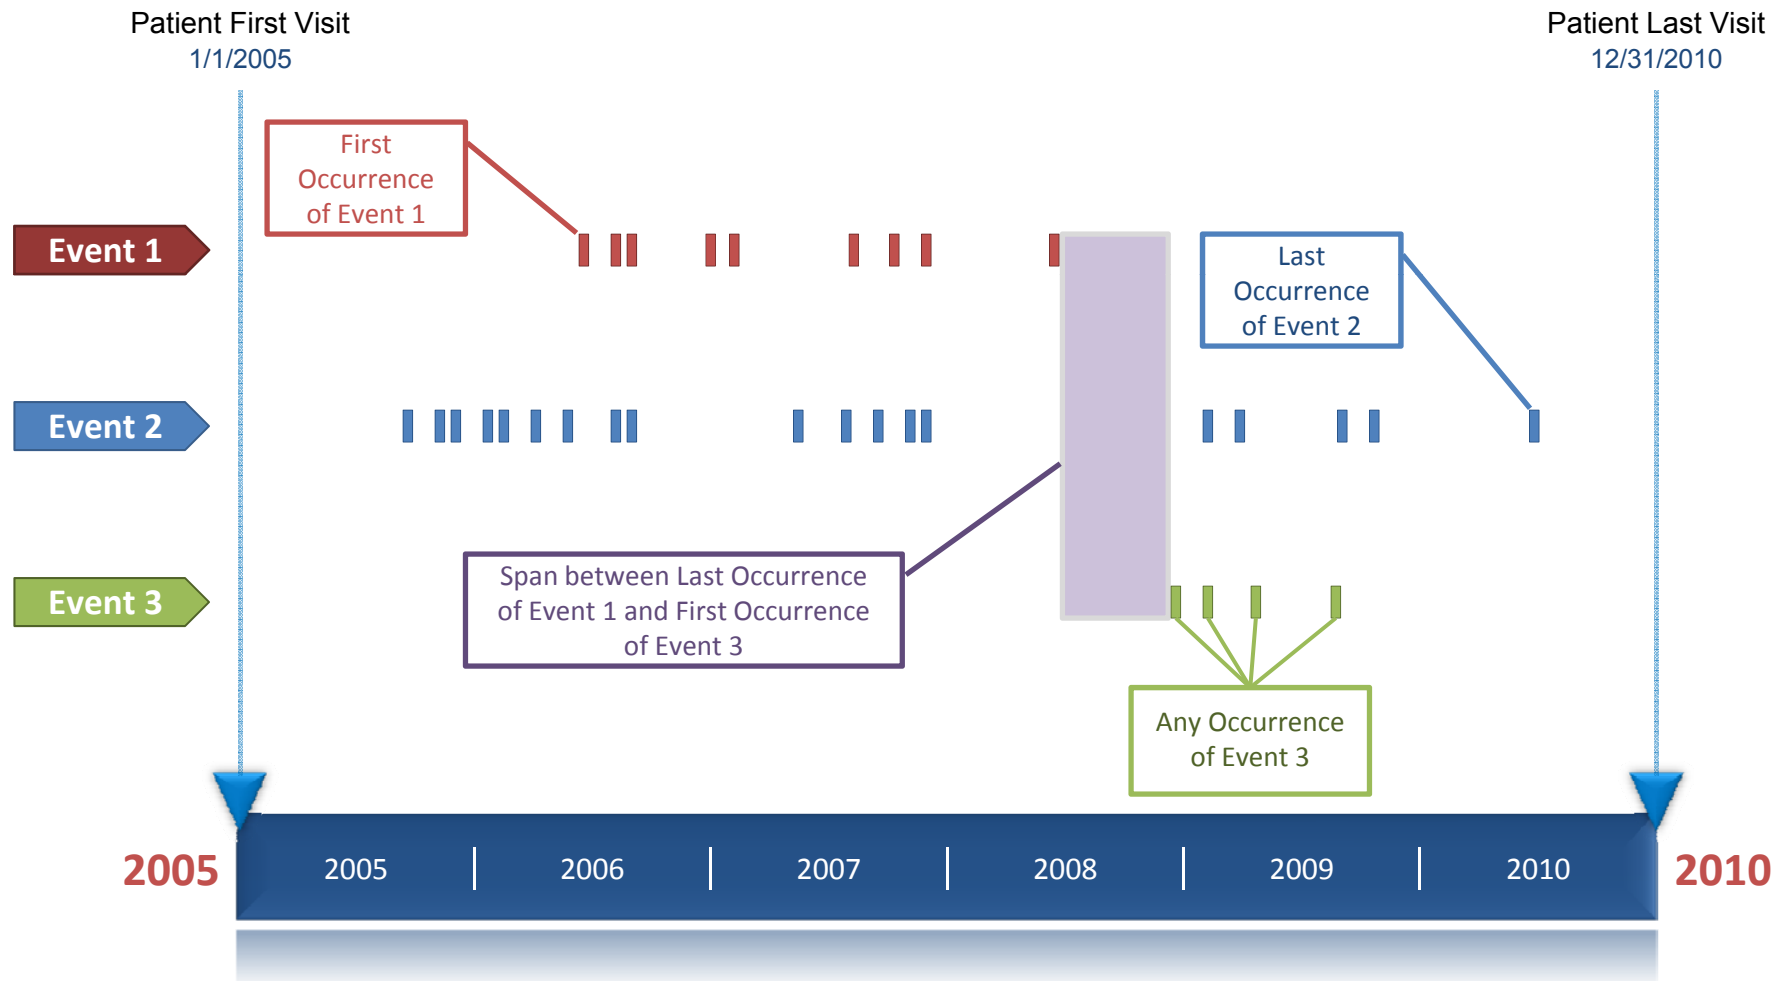 Patient First Visit
1/1/2005
Patient Last Visit
12/31/2010
First
Occurrence
of Event 1
Event 1
Last
Occurrence
of Event 2
Event 2
Span between Last Occurrence
of Event 1 and First Occurrence
of Event 3
Event 3
Any Occurrence
of Event 3
2005
2005
2006
2007
2008
2009
2010
2010